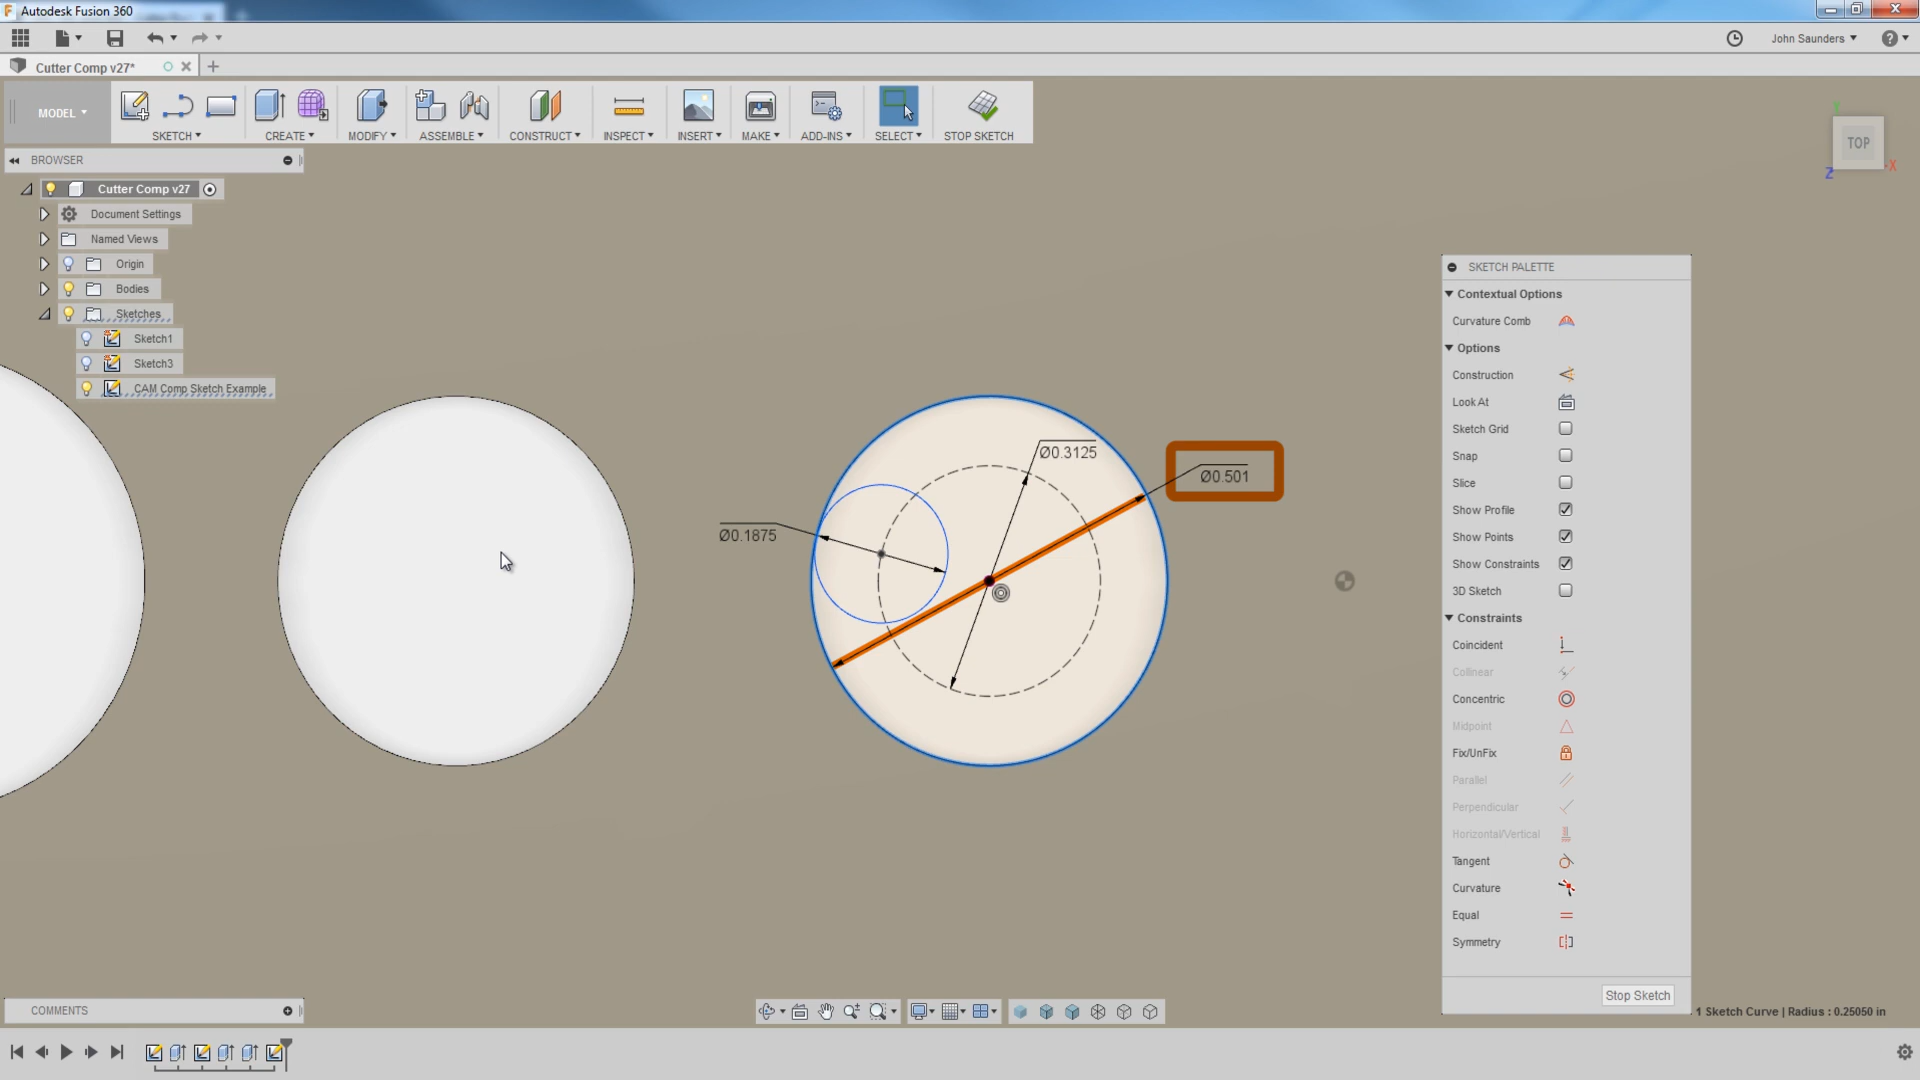 Autodesk Fusion 360
John Saunders
Cutter Comp v27*
MODEL
SKETCH
CREATE
MODIFY
ASSEMBLE
CONSTRUCT
INSPECT
INSERT
MAKE
ADD-INS
SELECT
STOP SKETCH
TOP
X
Y
Z
BROWSER
Cutter Comp v27
Document Settings
Named Views
Origin
Bodies
Sketches
Sketch1
Sketch3
CAM Comp Sketch Example
Ø0.3125
Ø0.501
Ø0.1875
SKETCH PALETTE
Contextual Options
Curvature Comb
Options
Construction
Look At
Sketch Grid
Snap
Slice
Show Profile
Show Points
Show Constraints
3D Sketch
Constraints
Coincident
Collinear
Concentric
Midpoint
Fix/UnFix
Parallel
Perpendicular
Horizontal/Vertical
Tangent
Curvature
Equal
Symmetry
Stop Sketch
COMMENTS
1 Sketch Curve | Radius : 0.25050 in